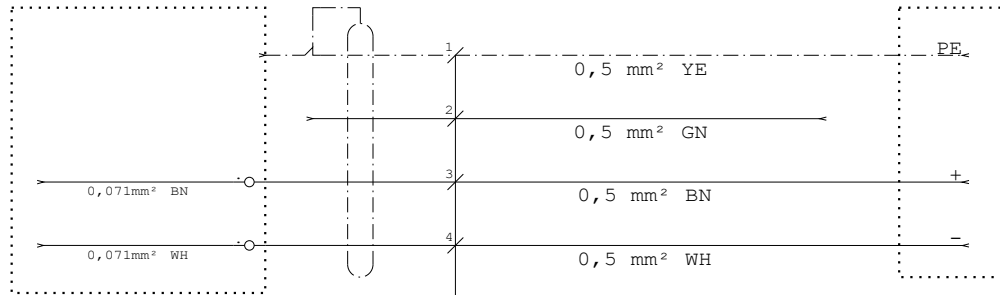 1
PE
0,5 mm² YE
2
0,5 mm² GN
3
+
0,071mm² BN
0,5 mm² BN
4
−
0,071mm² WH
0,5 mm² WH